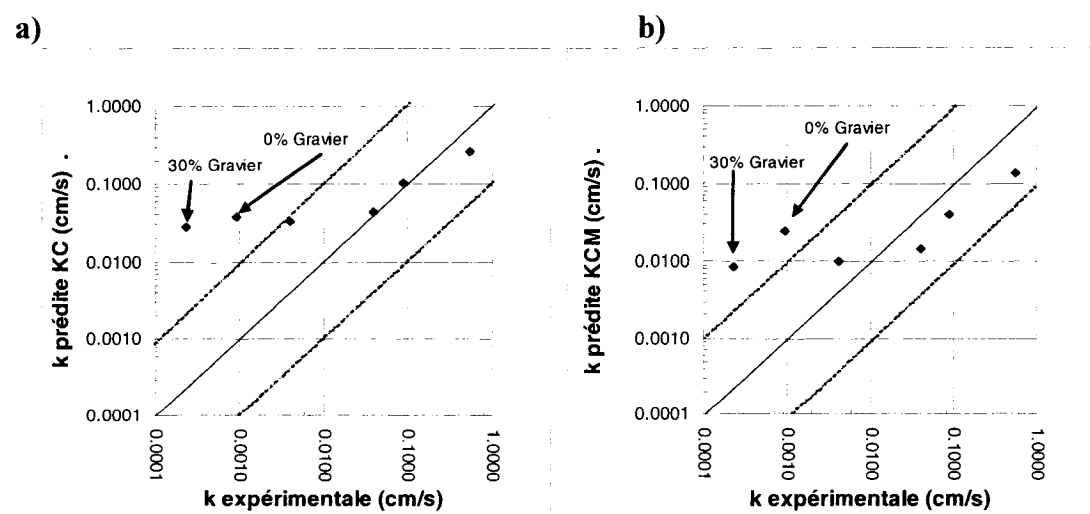 a)
1.0000
0.1000
0.0100
0.0010
0.0001
k prédite KC (cm/s) .
0% Gravier
30% Gravier
0.0001
0.0010
0.0100
0.1000
1.0000
k expérimentale (cm/s)
b)
1.0000
0.1000
0.0100
0.0010
0.0001
k prédite KCM (cm/s) .
0% Gravier
30% Gravier
0.0001
0.0010
0.0100
0.1000
1.0000
k expérimentale (cm/s)